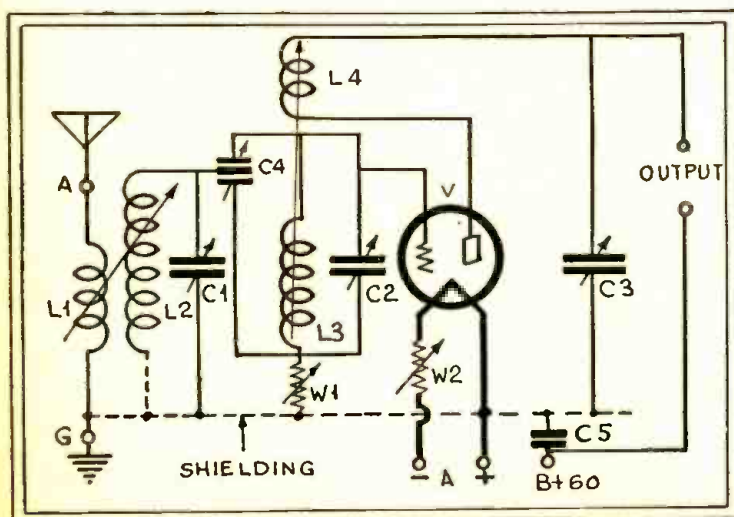 L4
A
C4
V
OUTPUT
L1
L2
C1
L3
C2
C3
W1
W2
G
SHIELDING
- A +
C5
B+60